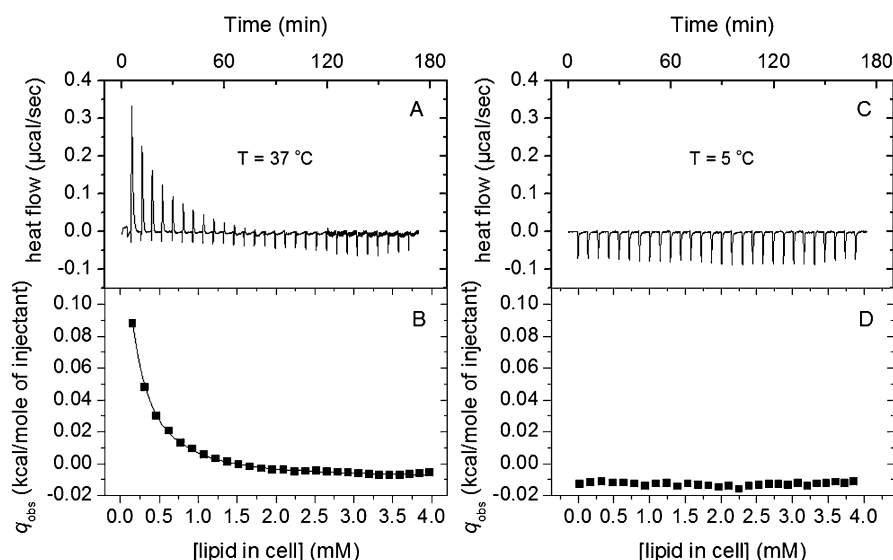 Time (min)
0 60 120 180
heat flow (µcal/sec)
0.4
0.3
0.2
0.1
0.0
-0.1
A
T = 37 °C
qobs (kcal/mole of injectant)
0.10
0.08
0.06
0.04
0.02
0.00
-0.02
B
0.0 0.5 1.0 1.5 2.0 2.5 3.0 3.5 4.0
[lipid in cell] (mM)
Time (min)
0 60 120 180
heat flow (µcal/sec)
0.4
0.3
0.2
0.1
0.0
-0.1
C
T = 5 °C
qobs (kcal/mole of injectant)
0.10
0.08
0.06
0.04
0.02
0.00
-0.02
D
0.0 0.5 1.0 1.5 2.0 2.5 3.0 3.5 4.0
[lipid in cell] (mM)